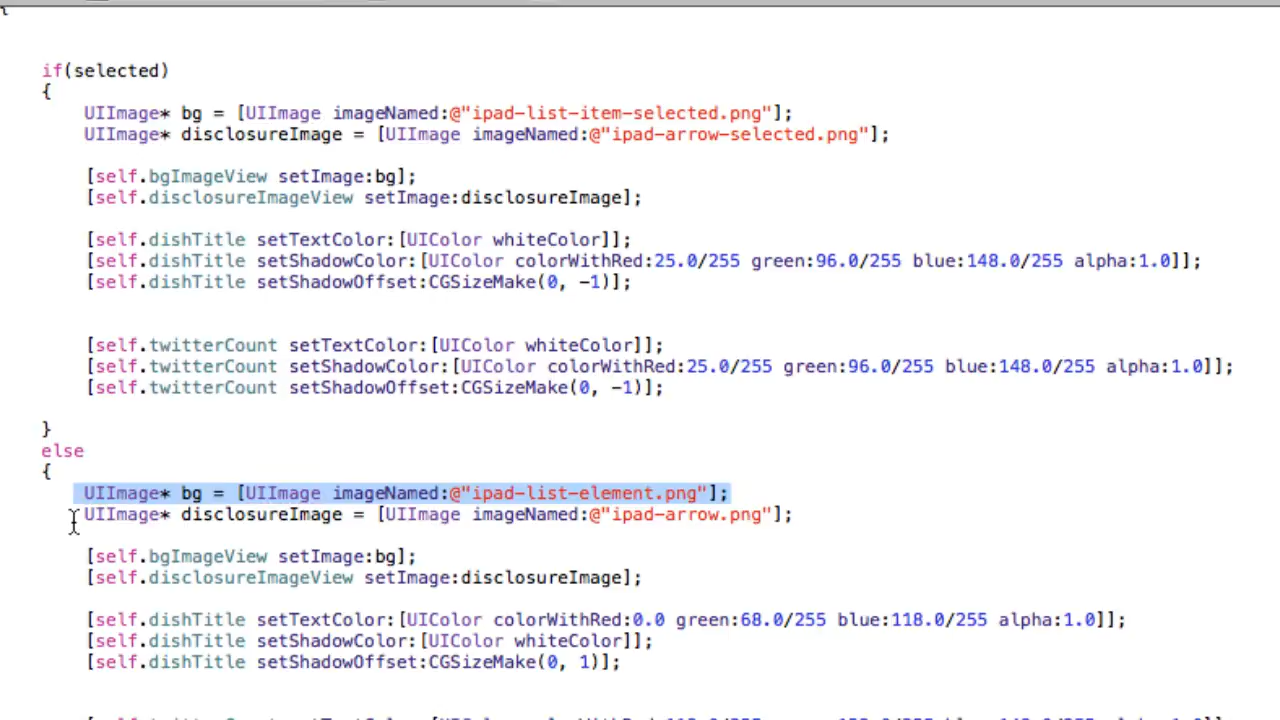 {
if(selected)
{
UIImage* bg = [UIImage imageNamed:@"ipad-list-item-selected.png"];
UIImage* disclosureImage = [UIImage imageNamed:@"ipad-arrow-selected.png"];
[self.bgImageView setImage:bg];
[self.disclosureImageView setImage:disclosureImage];
[self.dishTitle setTextColor:[UIColor whiteColor]];
[self.dishTitle setShadowColor:[UIColor colorWithRed:25.0/255 green:96.0/255 blue:148.0/255 alpha:1.0]];
[self.dishTitle setShadowOffset:CGSizeMake(0, -1)];
[self.twitterCount setTextColor:[UIColor whiteColor]];
[self.twitterCount setShadowColor:[UIColor colorWithRed:25.0/255 green:96.0/255 blue:148.0/255 alpha:1.0]];
[self.twitterCount setShadowOffset:CGSizeMake(0, -1)];
}
else
{
UIImage* bg = [UIImage imageNamed:@"ipad-list-element.png"];
UIImage* disclosureImage = [UIImage imageNamed:@"ipad-arrow.png"];
[self.bgImageView setImage:bg];
[self.disclosureImageView setImage:disclosureImage];
[self.dishTitle setTextColor:[UIColor colorWithRed:0.0 green:68.0/255 blue:118.0/255 alpha:1.0]];
[self.dishTitle setShadowColor:[UIColor whiteColor]];
[self.dishTitle setShadowOffset:CGSizeMake(0, 1)];